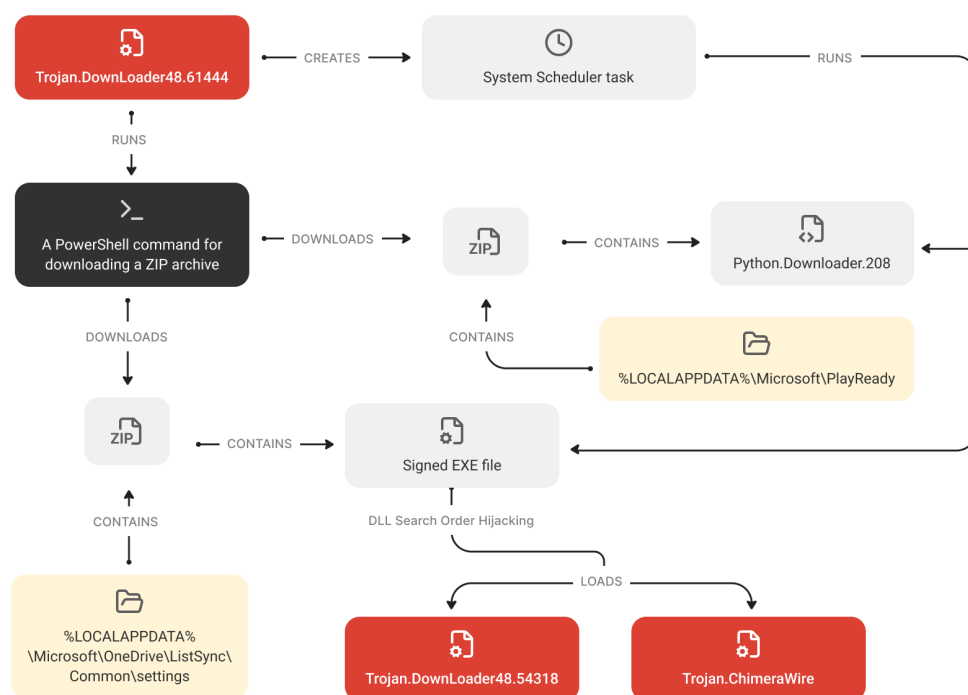 Trojan.DownLoader48.61444
CREATES
System Scheduler task
RUNS
RUNS
A PowerShell command for
downloading a ZIP archive
DOWNLOADS
ZIP
CONTAINS
Python.Downloader.208
DOWNLOADS
CONTAINS
%LOCALAPPDATA%\Microsoft\PlayReady
ZIP
CONTAINS
Signed EXE file
CONTAINS
DLL Search Order Hijacking
LOADS
%LOCALAPPDATA%
\Microsoft\OneDrive\ListSync\
Common\settings
Trojan.DownLoader48.54318
Trojan.ChimeraWire